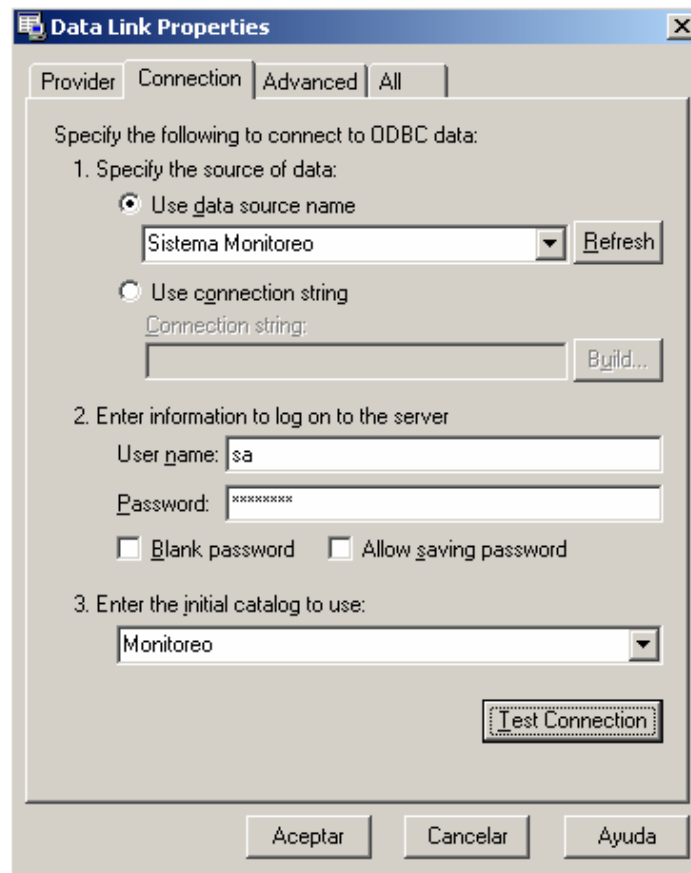 Data Link Properties
Provider Connection Advanced All
Specify the following to connect to ODBC data:
1. Specify the source of data:
Use data source name
Sistema Monitoreo Refresh
Use connection string
Connection string:
Build...
2. Enter information to log on to the server
User name: sa
Password: ********
Blank password Allow saving password
3. Enter the initial catalog to use:
Monitoreo
Test Connection
Aceptar Cancelar Ayuda